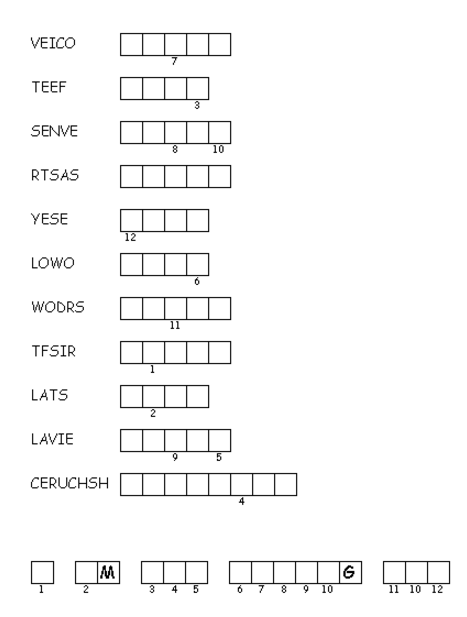 VEICO
7
TEEF
3
SENVE
8 10
RTSAS
YESE
12
LOWO
6
WODRS
11
TFSIR
1
LATS
2
LAVIE
9 5
CERUCHSH
4
M G
1 2 3 4 5 6 7 8 9 10 11 10 12